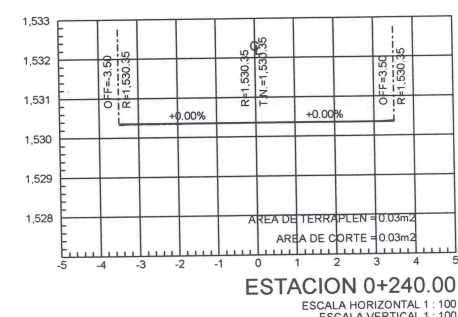 1,533
1,532
1,531
1,530
1,529
1,528
OFF=-3.50
R=1,530.35
R=1,530.35
T.N.=1,530.35
OFF=3.50
R=1,530.35
+0.00%
+0.00%
AREA DE TERRAPLEN = 0.03m2
AREA DE CORTE = 0.03m2
-5 -4 -3 -2 -1 0 1 2 3 4 5
ESTACION 0+240.00
ESCALA HORIZONTAL 1 : 100
ESCALA VERTICAL 1 : 100